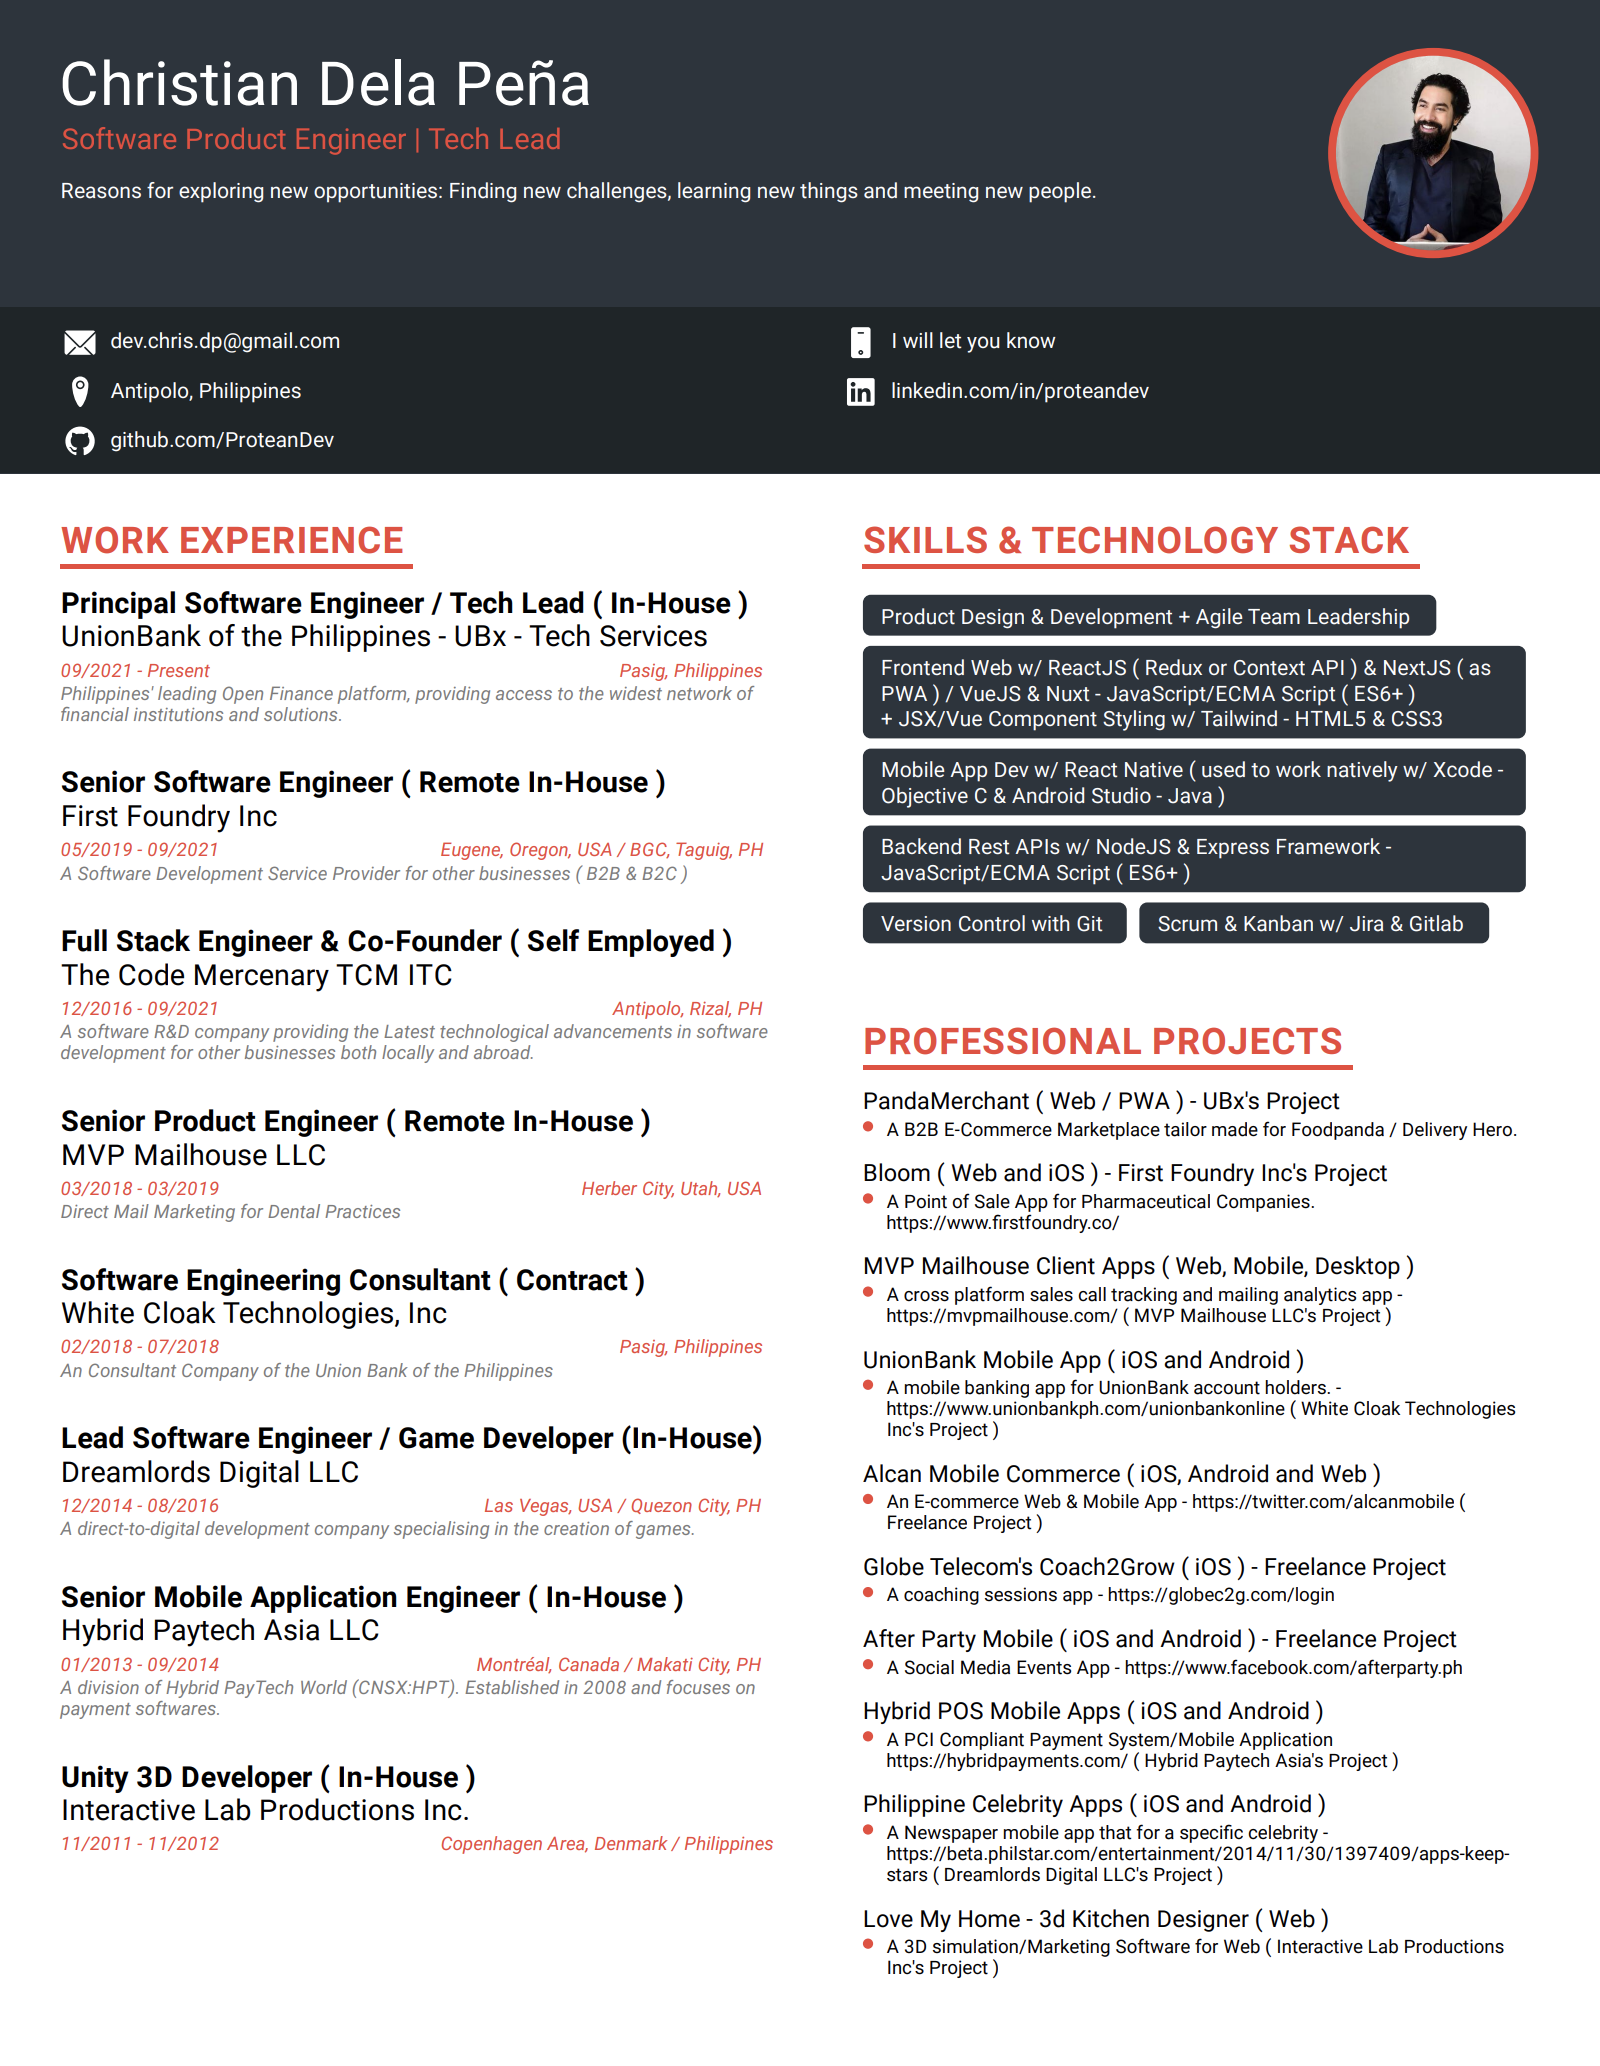 Christian Dela Peña
Software Product Engineer | Tech Lead
Reasons for exploring new opportunities: Finding new challenges, learning new things and meeting new people.
dev.chris.dp@gmail.com
I will let you know
Antipolo, Philippines
linkedin.com/in/proteandev
github.com/ProteanDev
WORK EXPERIENCE
Principal Software Engineer / Tech Lead ( In-House )
UnionBank of the Philippines - UBx - Tech Services
09/2021 - Present Pasig, Philippines
Philippines' leading Open Finance platform, providing access to the widest network of
financial institutions and solutions.
Senior Software Engineer ( Remote In-House )
First Foundry Inc
05/2019 - 09/2021 Eugene, Oregon, USA / BGC, Taguig, PH
A Software Development Service Provider for other businesses ( B2B & B2C )
Full Stack Engineer & Co-Founder ( Self Employed )
The Code Mercenary TCM ITC
12/2016 - 09/2021 Antipolo, Rizal, PH
A software R&D company providing the Latest technological advancements in software
development for other businesses both locally and abroad.
Senior Product Engineer ( Remote In-House )
MVP Mailhouse LLC
03/2018 - 03/2019 Herber City, Utah, USA
Direct Mail Marketing for Dental Practices
Software Engineering Consultant ( Contract )
White Cloak Technologies, Inc
02/2018 - 07/2018 Pasig, Philippines
An Consultant Company of the Union Bank of the Philippines
Lead Software Engineer / Game Developer (In-House)
Dreamlords Digital LLC
12/2014 - 08/2016 Las Vegas, USA / Quezon City, PH
A direct-to-digital development company specialising in the creation of games.
Senior Mobile Application Engineer ( In-House )
Hybrid Paytech Asia LLC
01/2013 - 09/2014 Montréal, Canada / Makati City, PH
A division of Hybrid PayTech World (CNSX:HPT). Established in 2008 and focuses on
payment softwares.
Unity 3D Developer ( In-House )
Interactive Lab Productions Inc.
11/2011 - 11/2012 Copenhagen Area, Denmark / Philippines
SKILLS & TECHNOLOGY STACK
Product Design & Development + Agile Team Leadership
Frontend Web w/ ReactJS ( Redux or Context API ) & NextJS ( as
PWA ) / VueJS & Nuxt - JavaScript/ECMA Script ( ES6+ )
+ JSX/Vue Component Styling w/ Tailwind - HTML5 & CSS3
Mobile App Dev w/ React Native ( used to work natively w/ Xcode -
Objective C & Android Studio - Java )
Backend Rest APIs w/ NodeJS & Express Framework -
JavaScript/ECMA Script ( ES6+ )
Version Control with Git
Scrum & Kanban w/ Jira & Gitlab
PROFESSIONAL PROJECTS
PandaMerchant ( Web / PWA ) - UBx's Project
A B2B E-Commerce Marketplace tailor made for Foodpanda / Delivery Hero.
Bloom ( Web and iOS ) - First Foundry Inc's Project
A Point of Sale App for Pharmaceutical Companies.
https://www.firstfoundry.co/
MVP Mailhouse Client Apps ( Web, Mobile, Desktop )
A cross platform sales call tracking and mailing analytics app -
https://mvpmailhouse.com/ ( MVP Mailhouse LLC's Project )
UnionBank Mobile App ( iOS and Android )
A mobile banking app for UnionBank account holders. -
https://www.unionbankph.com/unionbankonline ( White Cloak Technologies
Inc's Project )
Alcan Mobile Commerce ( iOS, Android and Web )
An E-commerce Web & Mobile App - https://twitter.com/alcanmobile (
Freelance Project )
Globe Telecom's Coach2Grow ( iOS ) - Freelance Project
A coaching sessions app - https://globec2g.com/login
After Party Mobile ( iOS and Android ) - Freelance Project
A Social Media Events App - https://www.facebook.com/afterparty.ph
Hybrid POS Mobile Apps ( iOS and Android )
A PCI Compliant Payment System/Mobile Application
https://hybridpayments.com/ ( Hybrid Paytech Asia's Project )
Philippine Celebrity Apps ( iOS and Android )
A Newspaper mobile app that for a specific celebrity -
https://beta.philstar.com/entertainment/2014/11/30/1397409/apps-keep-
stars ( Dreamlords Digital LLC's Project )
Love My Home - 3d Kitchen Designer ( Web )
A 3D simulation/Marketing Software for Web ( Interactive Lab Productions
Inc's Project )